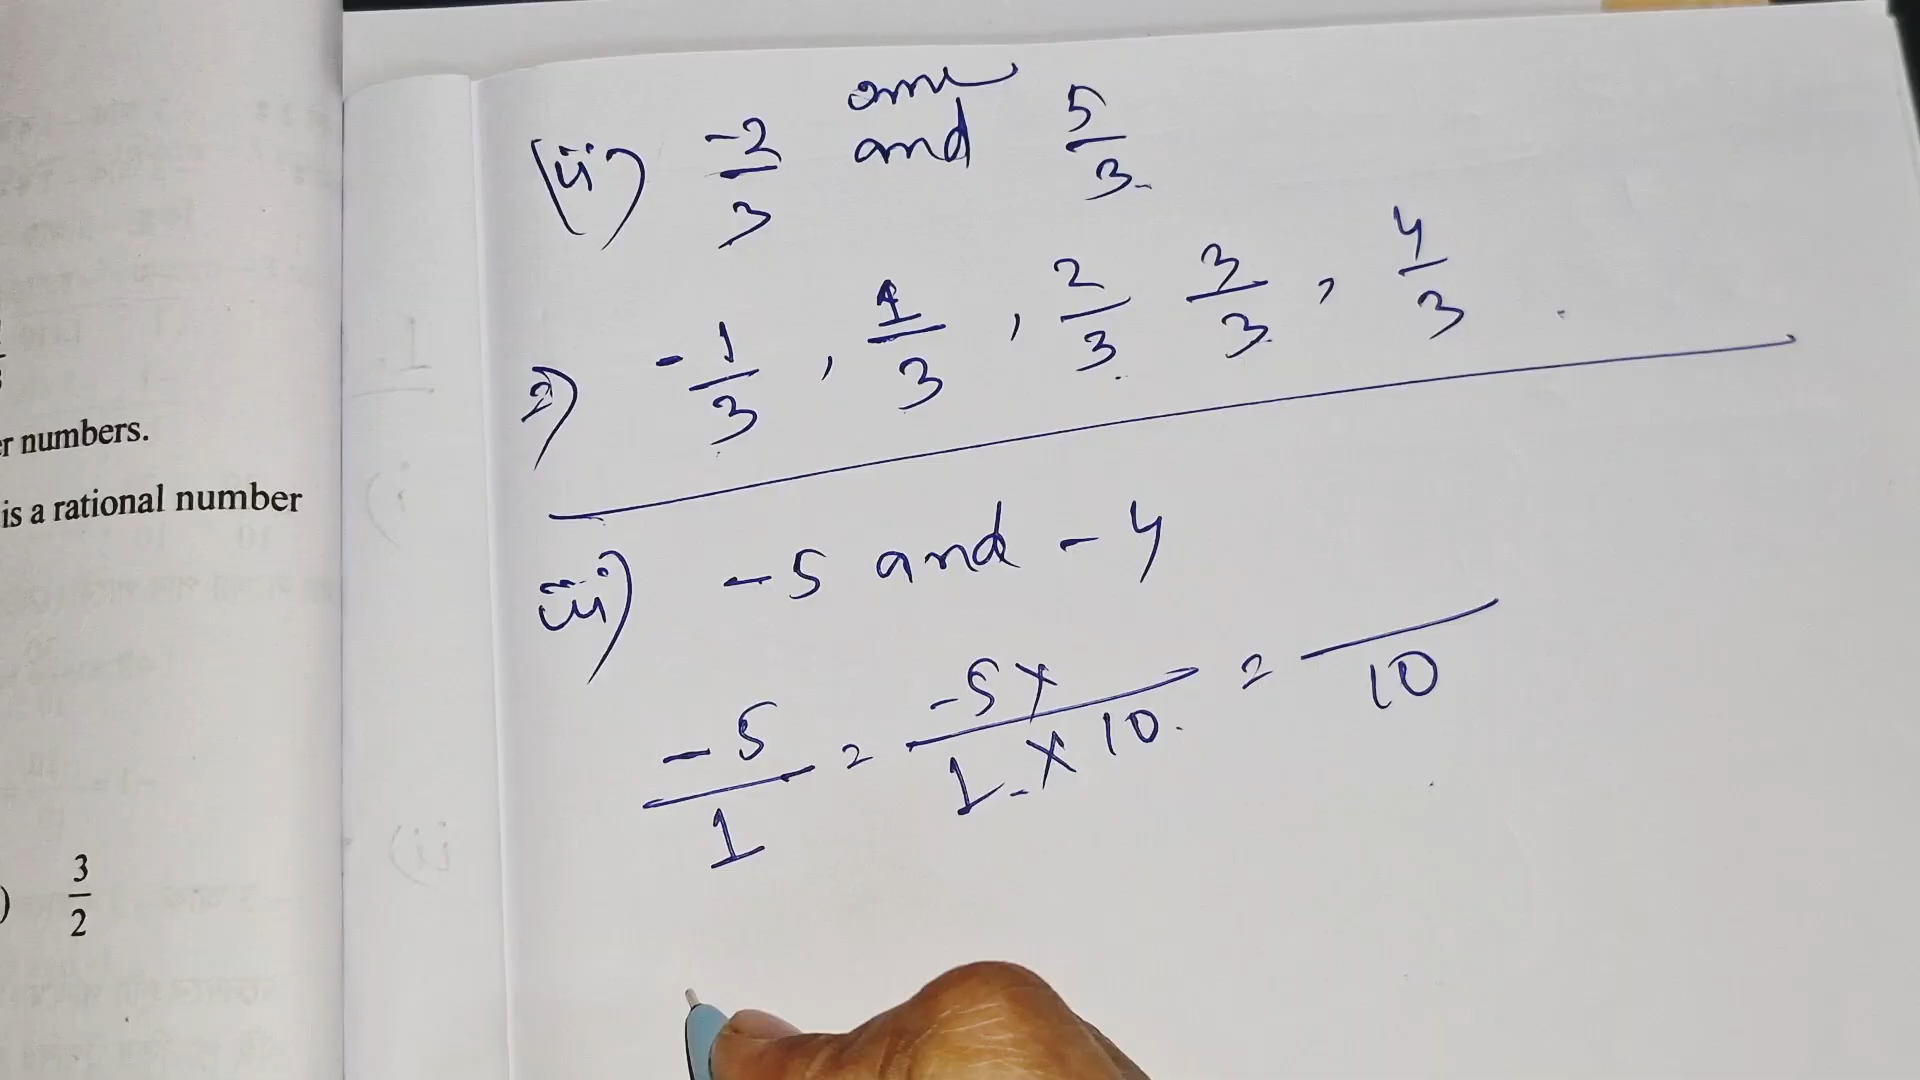 (ii) -2/3 and 5/3
⇒) -1/3 , 1/3 , 2/3 3/3 , 4/3
iii) -5 and -4
-5/1 = -5× / 1 × 10 = /10
r numbers.
is a rational number
) 3/2